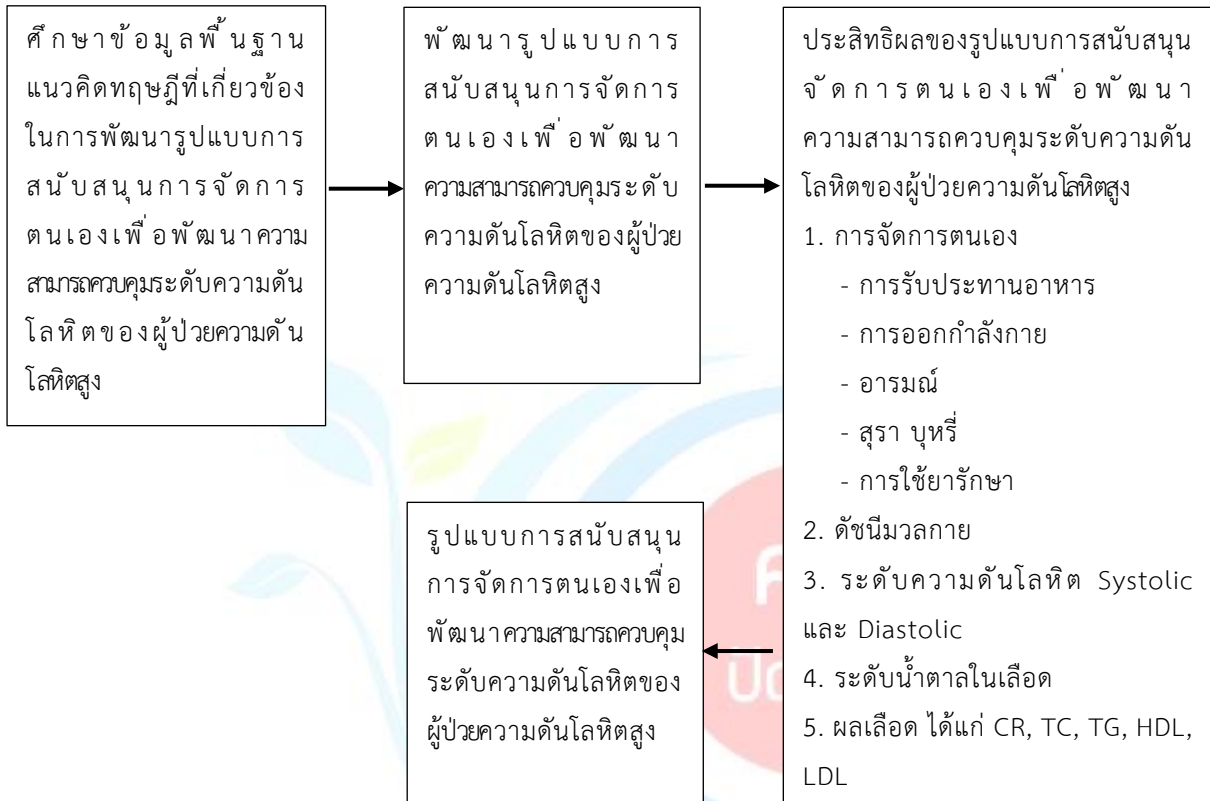 ศึกษาข้อมูลพื้นฐาน
แนวคิดทฤษฎีที่เกี่ยวข้อง
ในการพัฒนารูปแบบการ
สนับสนุนการจัดการ
ตนเองเพื่อพัฒนาความ
สามารถควบคุมระดับความดัน
โลหิตของผู้ป่วยความดัน
โลหิตสูง
พัฒนารูปแบบการ
สนับสนุนการจัดการ
ตนเองเพื่อพัฒนา
ความสามารถควบคุมระดับ
ความดันโลหิตของผู้ป่วย
ความดันโลหิตสูง
ประสิทธิผลของรูปแบบการสนับสนุน
จัดการตนเองเพื่อพัฒนา
ความสามารถควบคุมระดับความดัน
โลหิตของผู้ป่วยความดันโลหิตสูง
1. การจัดการตนเอง
- การรับประทานอาหาร
- การออกกำลังกาย
- อารมณ์
- สุรา บุหรี่
- การใช้ยารักษา
2. ดัชนีมวลกาย
3. ระดับความดันโลหิต Systolic
และ Diastolic
4. ระดับน้ำตาลในเลือด
5. ผลเลือด ได้แก่ CR, TC, TG, HDL,
LDL
รูปแบบการสนับสนุน
การจัดการตนเองเพื่อ
พัฒนาความสามารถควบคุม
ระดับความดันโลหิตของ
ผู้ป่วยความดันโลหิตสูง